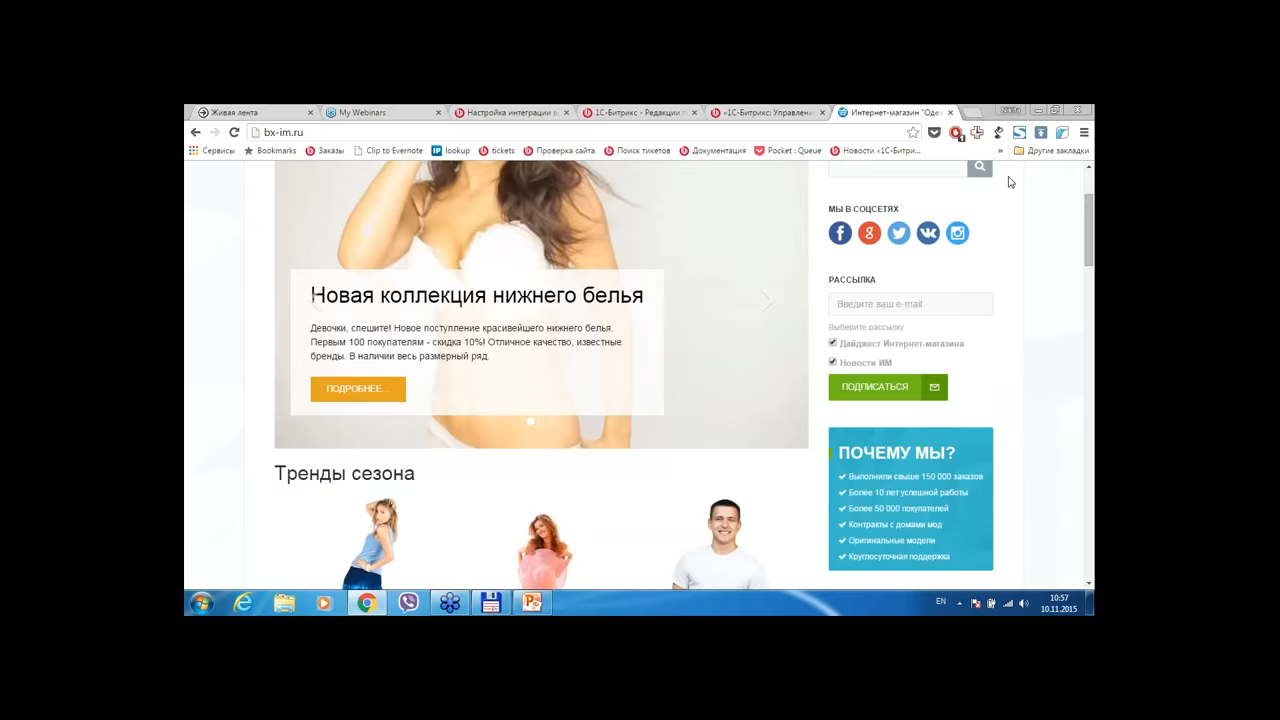 Живая лента
My Webinars
Настройка интеграции в
1С-Битрикс - Редакции п
«1С-Битрикс: Управлени
Интернет-магазин "Оде
Nikita
bx-im.ru
Сервисы
Bookmarks
Заказы
Clip to Evernote
lookup
tickets
Проверка сайта
Поиск тикетов
Документация
Pocket : Queue
Новости «1С-Битри...
»
Другие закладки
МЫ В СОЦСЕТЯХ
РАССЫЛКА
Введите ваш e-mail
Выберите рассылку
Дайджест Интернет-магазина
Новости ИМ
ПОДПИСАТЬСЯ
Новая коллекция нижнего белья
Девочки, спешите! Новое поступление красивейшего нижнего белья.
Первым 100 покупателям - скидка 10%! Отличное качество, известные
бренды. В наличии весь размерный ряд.
ПОДРОБНЕЕ...
ПОЧЕМУ МЫ?
Выполнили свыше 150 000 заказов
Более 10 лет успешной работы
Более 50 000 покупателей
Контракты с домами мод
Оригинальные модели
Круглосуточная поддержка
Тренды сезона
EN
10:57
10.11.2015